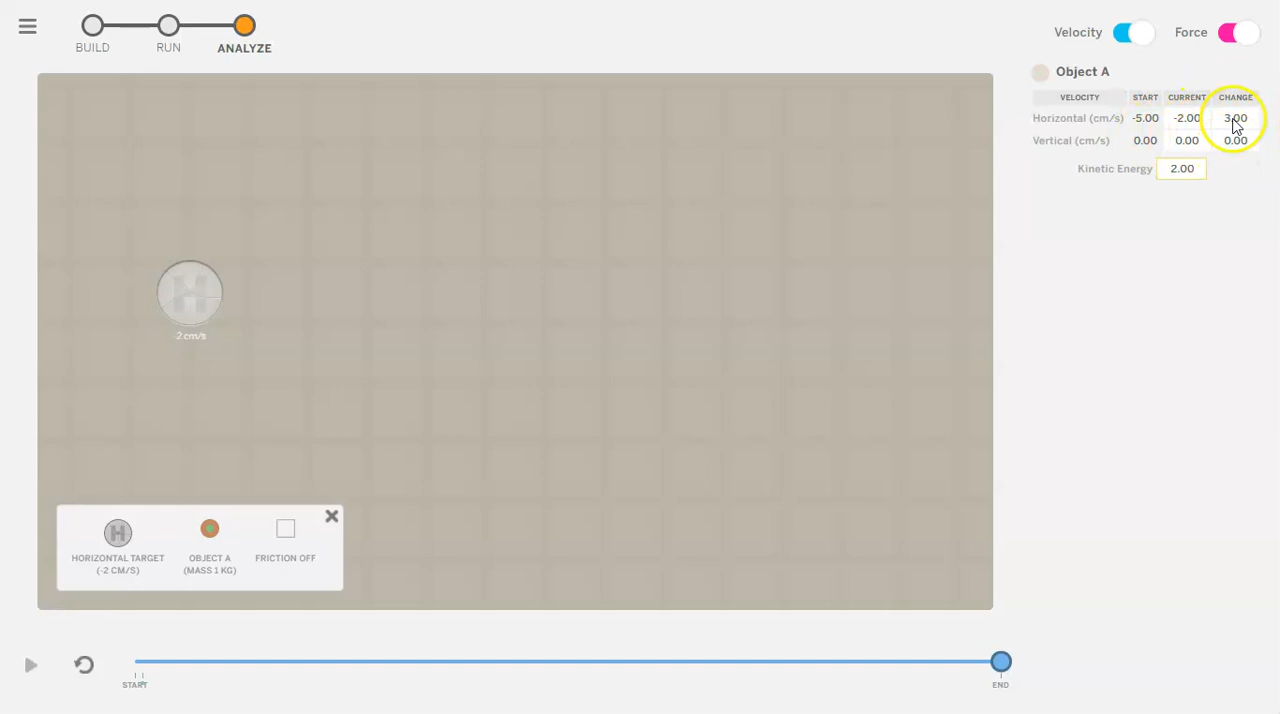 BUILD RUN ANALYZE
Velocity Force
Object A
VELOCITY START CURRENT CHANGE
Horizontal (cm/s) -5.00 -2.00 3.00
Vertical (cm/s) 0.00 0.00 0.00
Kinetic Energy 2.00
H
-2 cm/s
H
HORIZONTAL TARGET OBJECT A FRICTION OFF
(-2 CM/S) (MASS 1 KG)
START END